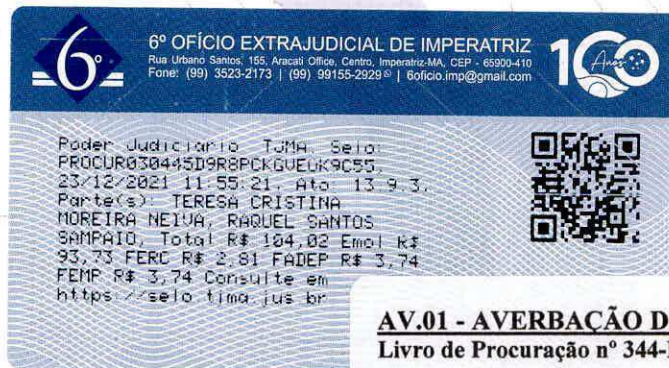 6º
6º OFÍCIO EXTRAJUDICIAL DE IMPERATRIZ
Rua Urbano Santos, 155, Aracati Office, Centro, Imperatriz-MA, CEP - 65900-410
Fone: (99) 3523-2173 | (99) 99155-2929 | 6oficio.imp@gmail.com
100 Anos
Poder Judiciário TJMA. Selo:
PROCUR030445D9R8PCKGVEUK9C55,
23/12/2021 11:55:21, Ato: 13.9.3,
Parte(s): TERESA CRISTINA
MOREIRA NEIVA, RAQUEL SANTOS
SAMPAIO, Total R$ 104,02 Emol R$
93,73 FERC R$ 2,81 FADEP R$ 3,74
FEMP R$ 3,74 Consulte em
https://selo.tjma.jus.br
AV.01 - AVERBAÇÃO D
Livro de Procuração nº 344-